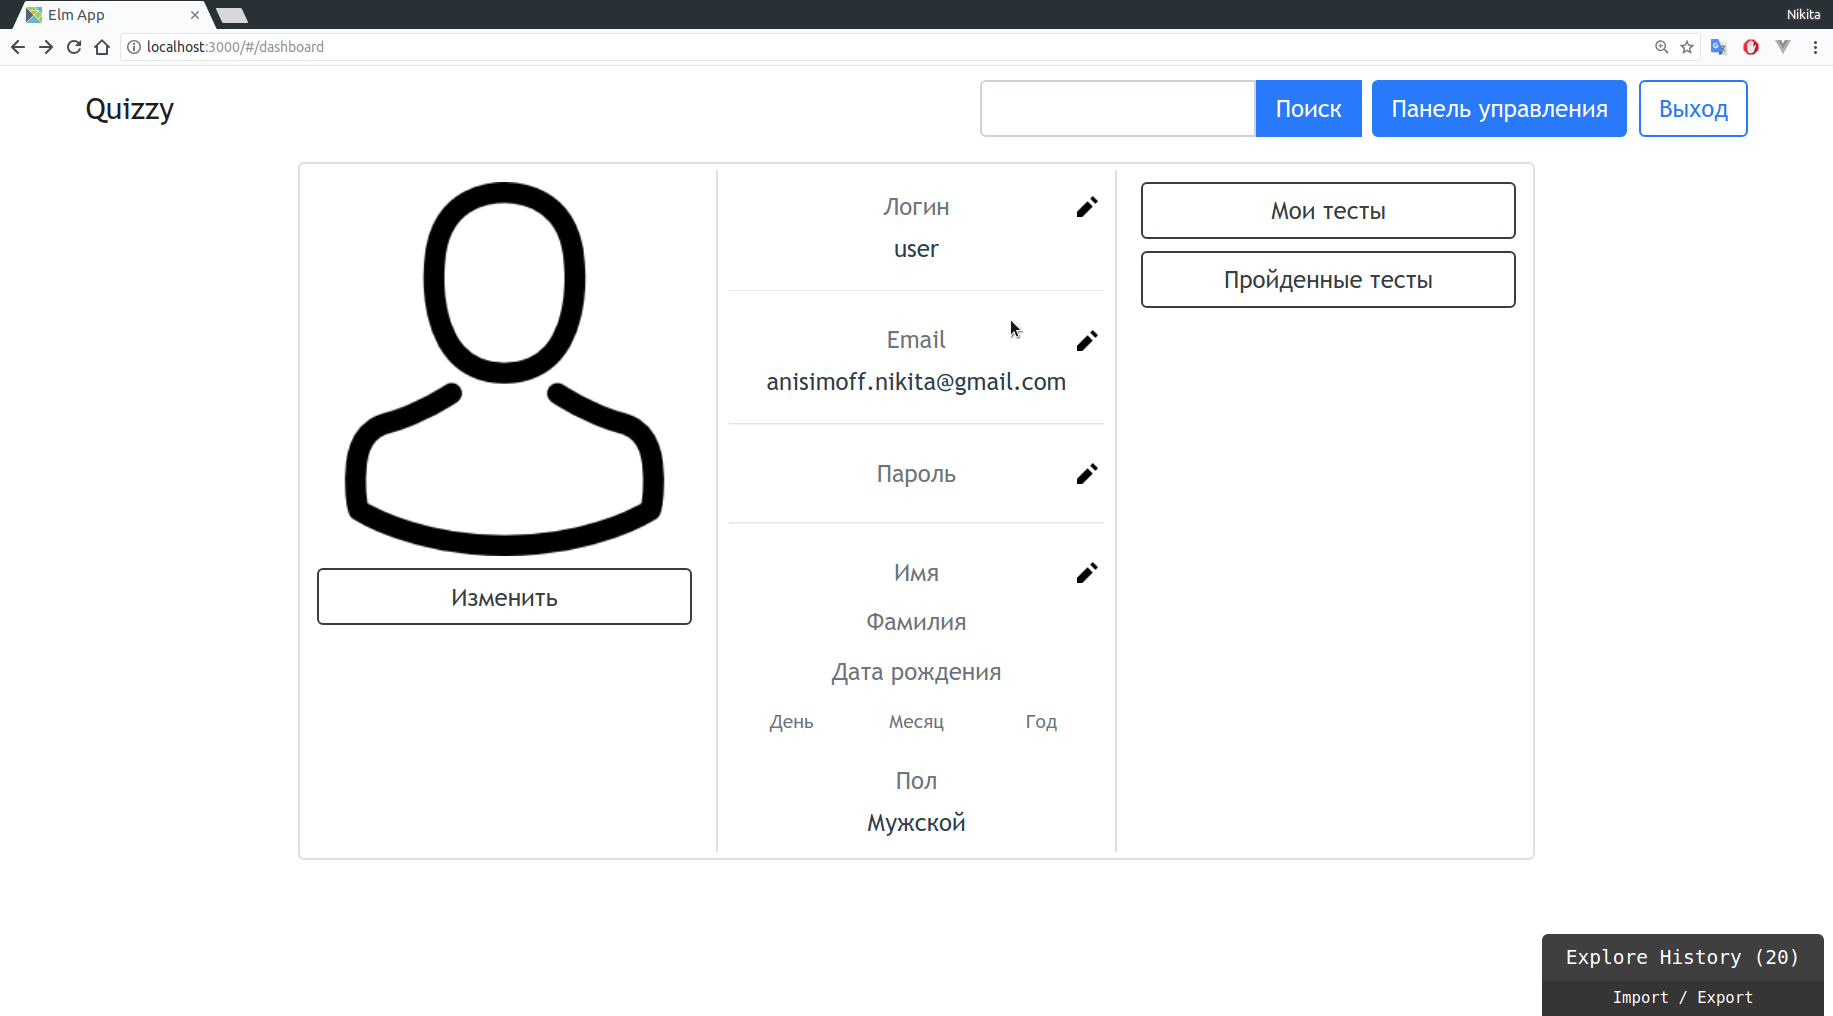 Elm App
Nikita
localhost:3000/#/dashboard
Quizzy
Поиск
Панель управления
Выход
Логин
user
Email
anisimoff.nikita@gmail.com
Пароль
Имя
Фамилия
Дата рождения
День Месяц Год
Пол
Мужской
Изменить
Мои тесты
Пройденные тесты
Explore History (20)
Import / Export